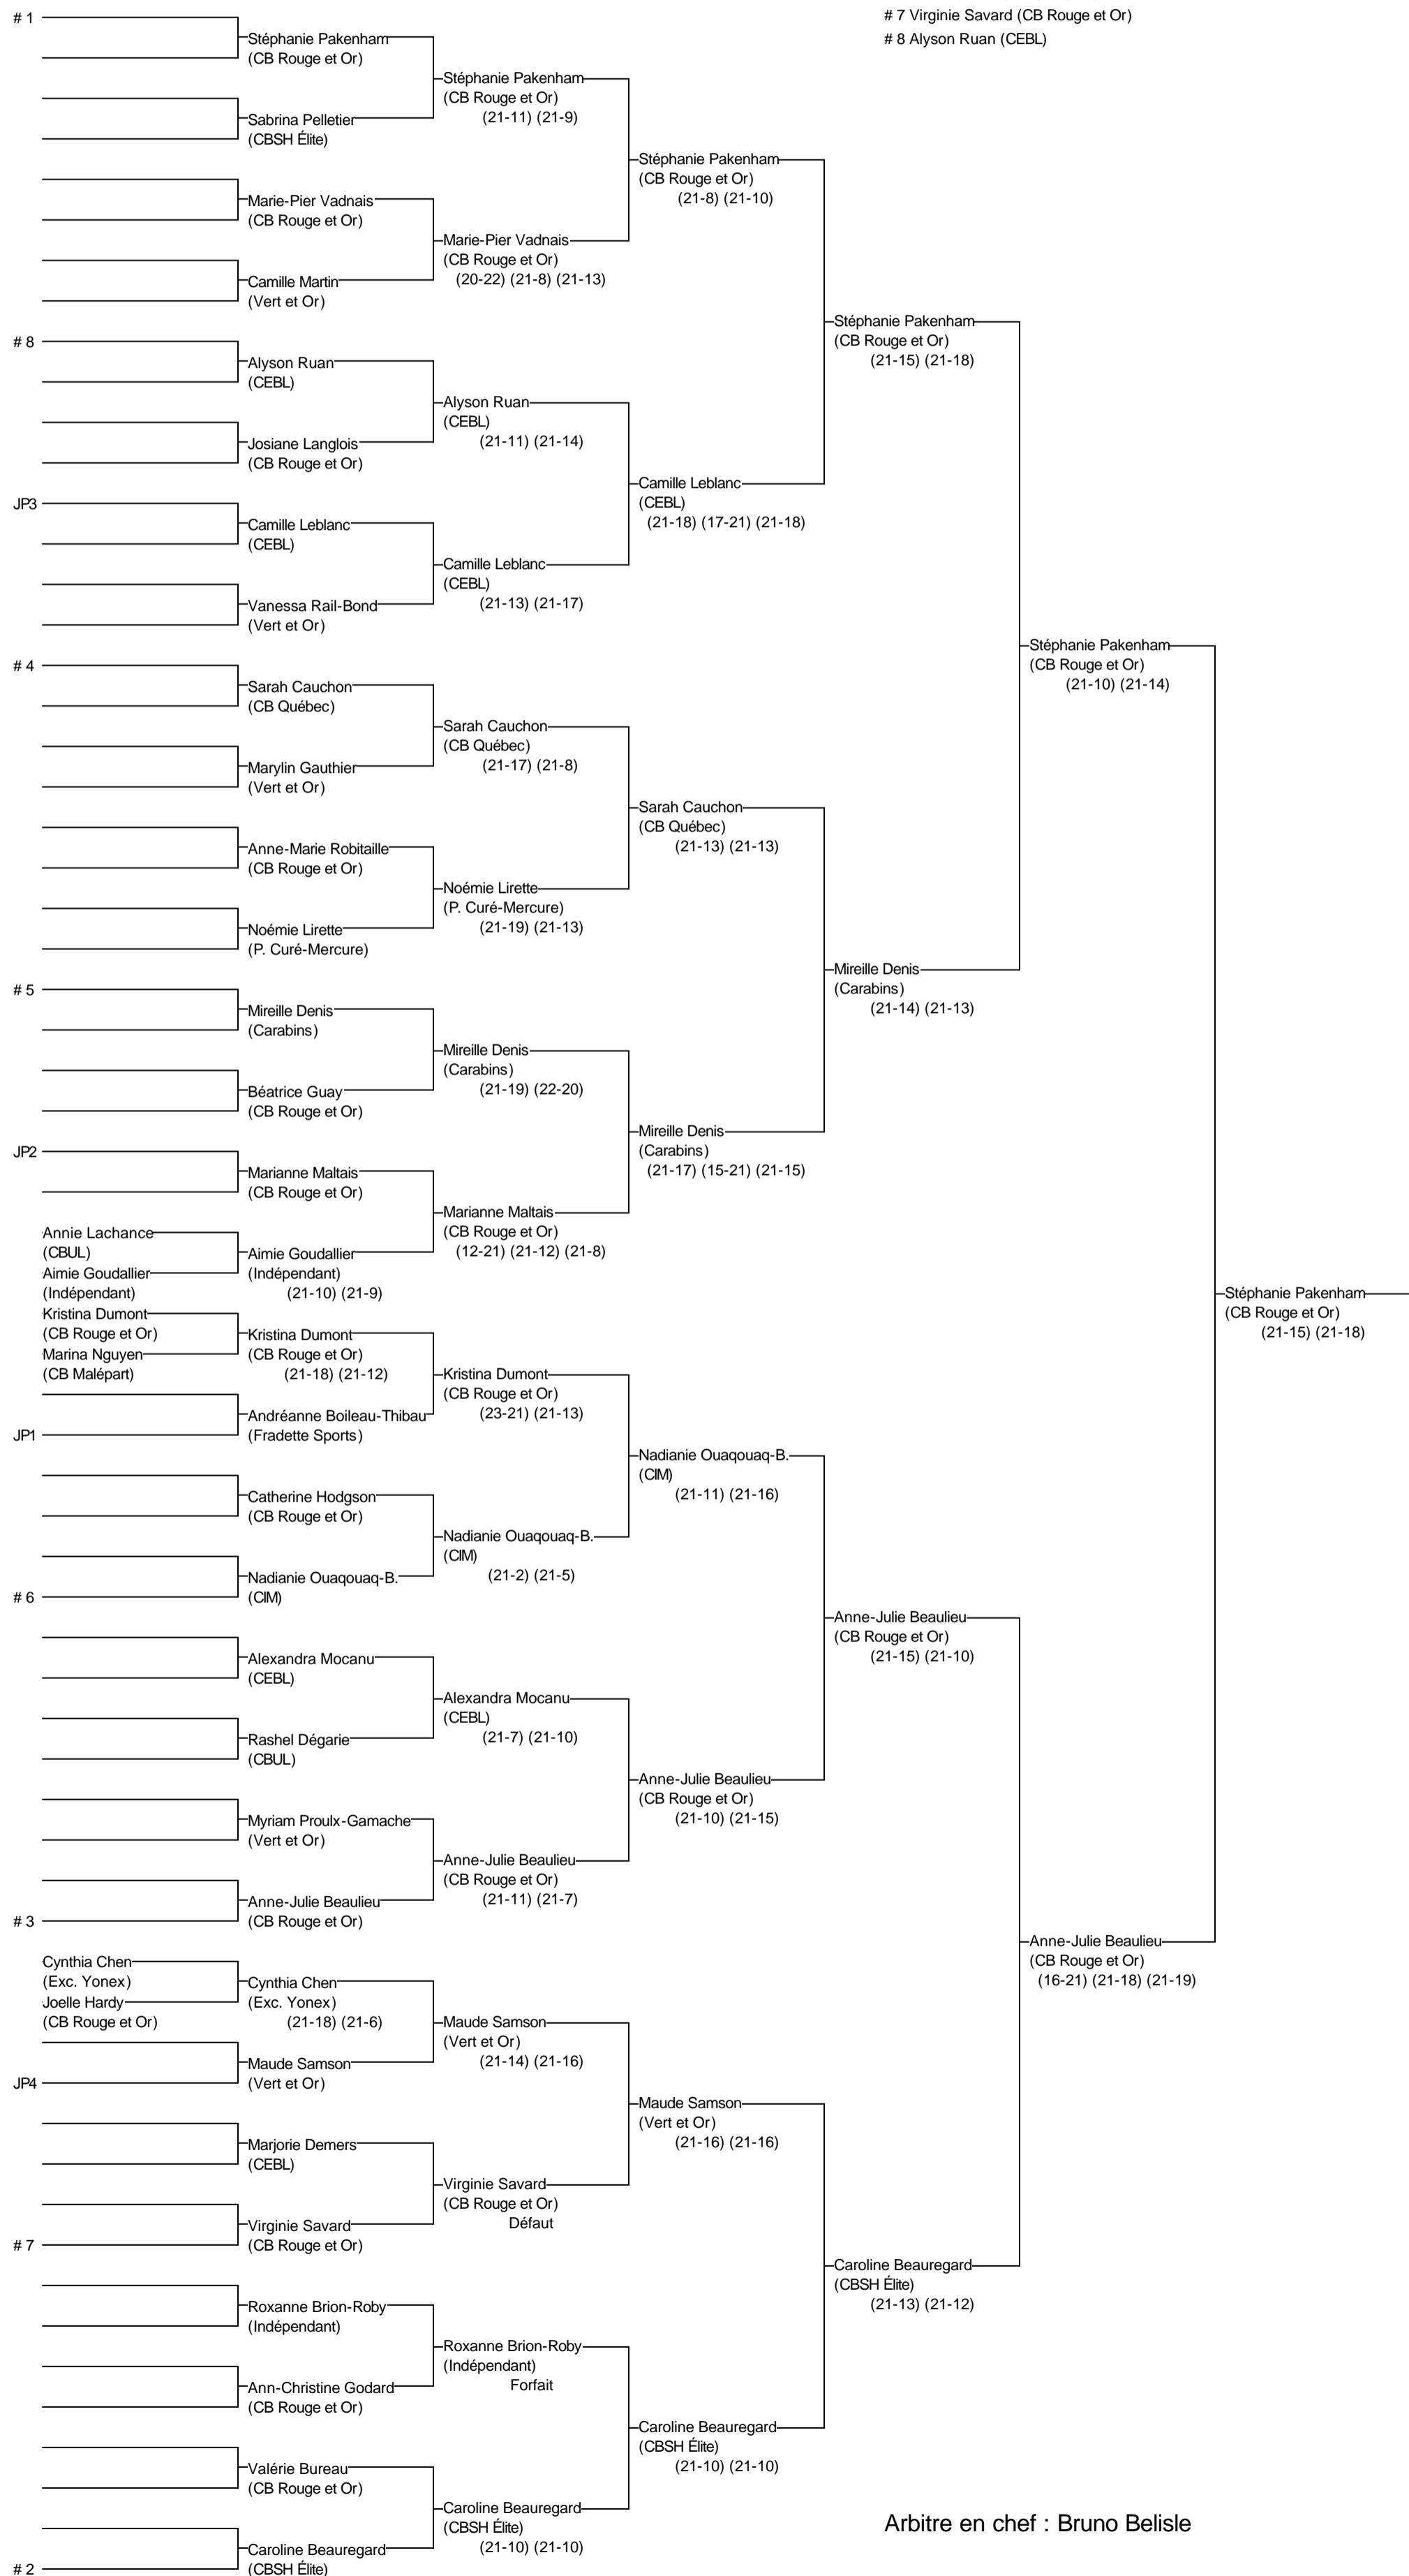 # 7 Virginie Savard (CB Rouge et Or)
# 8 Alyson Ruan (CEBL)
# 1
Stéphanie Pakenham
(CB Rouge et Or)
Stéphanie Pakenham
(CB Rouge et Or)
(21-11) (21-9)
Sabrina Pelletier
(CBSH Élite)
Stéphanie Pakenham
(CB Rouge et Or)
(21-8) (21-10)
Marie-Pier Vadnais
(CB Rouge et Or)
Marie-Pier Vadnais
(CB Rouge et Or)
(20-22) (21-8) (21-13)
Camille Martin
(Vert et Or)
Stéphanie Pakenham
(CB Rouge et Or)
(21-15) (21-18)
# 8
Alyson Ruan
(CEBL)
Alyson Ruan
(CEBL)
(21-11) (21-14)
Josiane Langlois
(CB Rouge et Or)
Camille Leblanc
(CEBL)
(21-18) (17-21) (21-18)
JP3
Camille Leblanc
(CEBL)
Camille Leblanc
(CEBL)
(21-13) (21-17)
Vanessa Rail-Bond
(Vert et Or)
Stéphanie Pakenham
(CB Rouge et Or)
(21-10) (21-14)
# 4
Sarah Cauchon
(CB Québec)
Sarah Cauchon
(CB Québec)
(21-17) (21-8)
Marylin Gauthier
(Vert et Or)
Sarah Cauchon
(CB Québec)
(21-13) (21-13)
Anne-Marie Robitaille
(CB Rouge et Or)
Noémie Lirette
(P. Curé-Mercure)
(21-19) (21-13)
Noémie Lirette
(P. Curé-Mercure)
Mireille Denis
(Carabins)
(21-14) (21-13)
# 5
Mireille Denis
(Carabins)
Mireille Denis
(Carabins)
(21-19) (22-20)
Béatrice Guay
(CB Rouge et Or)
Mireille Denis
(Carabins)
(21-17) (15-21) (21-15)
JP2
Marianne Maltais
(CB Rouge et Or)
Marianne Maltais
(CB Rouge et Or)
(12-21) (21-12) (21-8)
Annie Lachance
(CBUL)
Aimie Goudallier
(Indépendant)
(21-10) (21-9)
Aimie Goudallier
(Indépendant)
Stéphanie Pakenham
(CB Rouge et Or)
(21-15) (21-18)
Kristina Dumont
(CB Rouge et Or)
Kristina Dumont
(CB Rouge et Or)
(21-18) (21-12)
Marina Nguyen
(CB Malépart)
Kristina Dumont
(CB Rouge et Or)
(23-21) (21-13)
Andréanne Boileau-Thibau
(Fradette Sports)
JP1
Nadianie Ouaqouaq-B.
(CIM)
(21-11) (21-16)
Catherine Hodgson
(CB Rouge et Or)
Nadianie Ouaqouaq-B.
(CIM)
(21-2) (21-5)
Nadianie Ouaqouaq-B.
(CIM)
# 6
Anne-Julie Beaulieu
(CB Rouge et Or)
(21-15) (21-10)
Alexandra Mocanu
(CEBL)
Alexandra Mocanu
(CEBL)
(21-7) (21-10)
Rashel Dégarie
(CBUL)
Anne-Julie Beaulieu
(CB Rouge et Or)
(21-10) (21-15)
Myriam Proulx-Gamache
(Vert et Or)
Anne-Julie Beaulieu
(CB Rouge et Or)
(21-11) (21-7)
Anne-Julie Beaulieu
(CB Rouge et Or)
# 3
Anne-Julie Beaulieu
(CB Rouge et Or)
(16-21) (21-18) (21-19)
Cynthia Chen
(Exc. Yonex)
Cynthia Chen
(Exc. Yonex)
(21-18) (21-6)
Joelle Hardy
(CB Rouge et Or)
Maude Samson
(Vert et Or)
(21-14) (21-16)
Maude Samson
(Vert et Or)
JP4
Maude Samson
(Vert et Or)
(21-16) (21-16)
Marjorie Demers
(CEBL)
Virginie Savard
(CB Rouge et Or)
Défaut
Virginie Savard
(CB Rouge et Or)
# 7
Caroline Beauregard
(CBSH Élite)
(21-13) (21-12)
Roxanne Brion-Roby
(Indépendant)
Roxanne Brion-Roby
(Indépendant)
Forfait
Ann-Christine Godard
(CB Rouge et Or)
Caroline Beauregard
(CBSH Élite)
(21-10) (21-10)
Valérie Bureau
(CB Rouge et Or)
Caroline Beauregard
(CBSH Élite)
(21-10) (21-10)
Caroline Beauregard
(CBSH Élite)
# 2
Arbitre en chef : Bruno Belisle